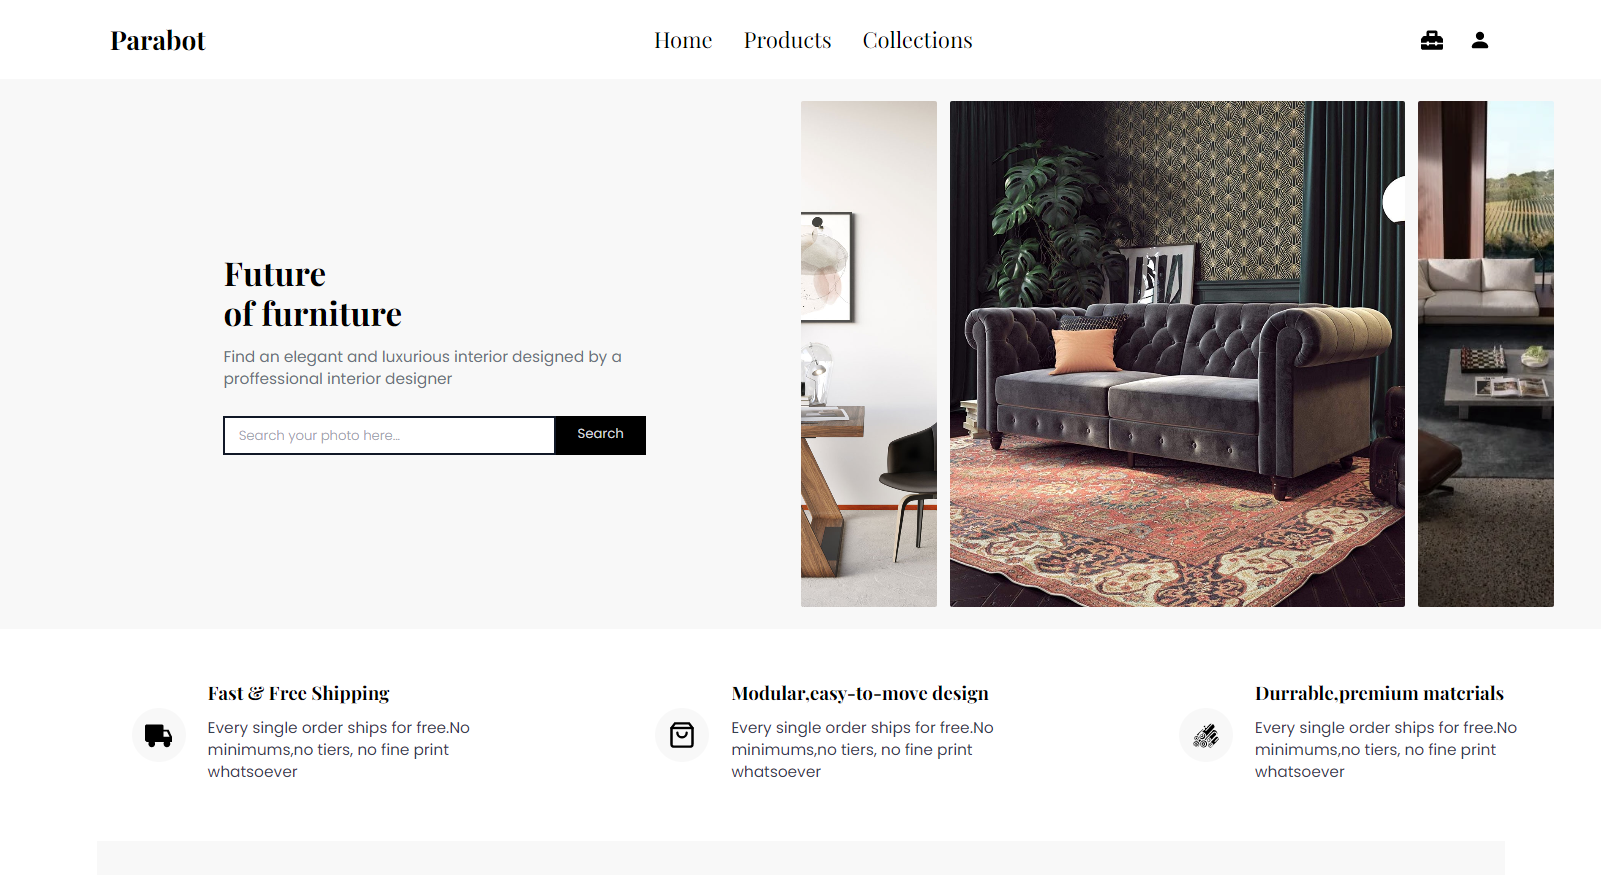 Parabot
Home Products Collections
Future
of furniture
Find an elegant and luxurious interior designed by a
proffessional interior designer
Search your photo here...
Search
Fast & Free Shipping
Every single order ships for free.No
minimums,no tiers, no fine print
whatsoever
Modular,easy-to-move design
Every single order ships for free.No
minimums,no tiers, no fine print
whatsoever
Durrable,premium materials
Every single order ships for free.No
minimums,no tiers, no fine print
whatsoever